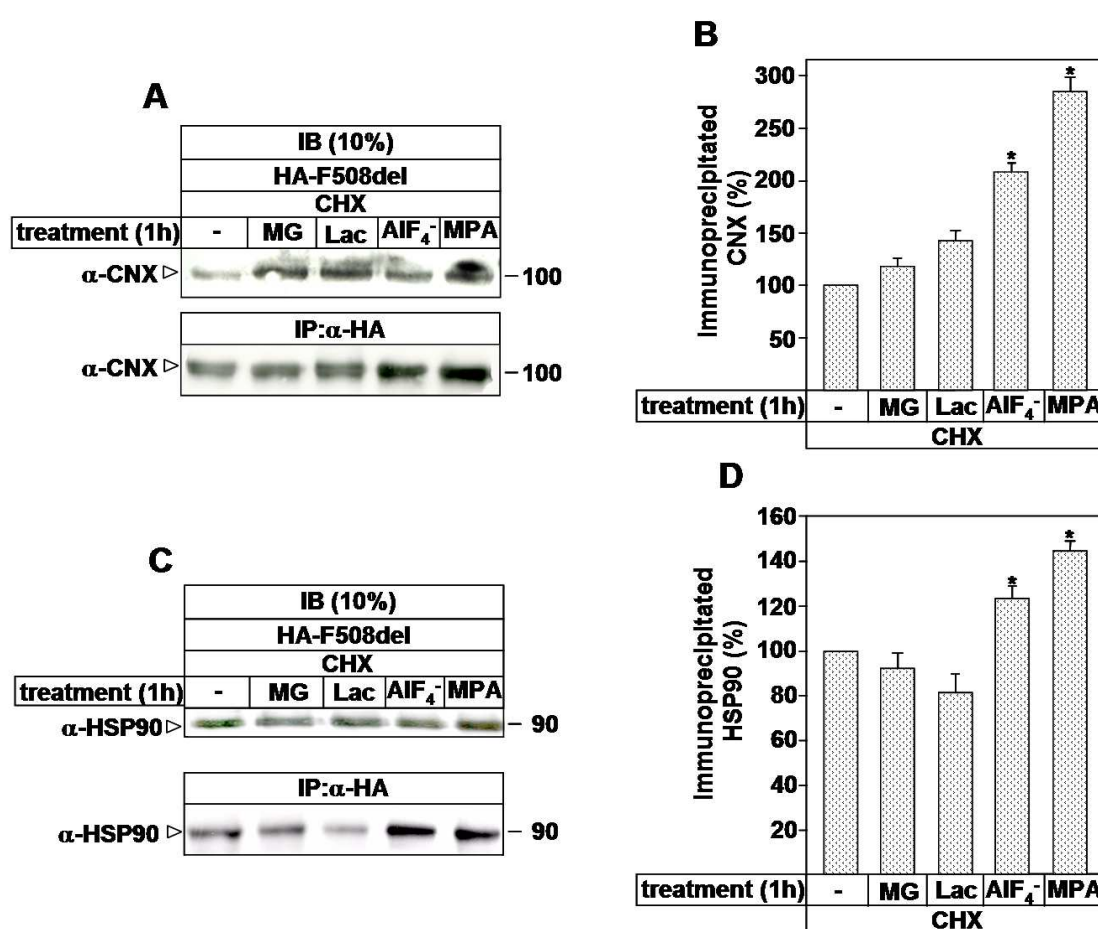 A
IB (10%)
HA-F508del
CHX
treatment (1h) - MG Lac AlF4- MPA
α-CNX 100
IP:α-HA
α-CNX 100
B
Immunoprecipitated
CNX (%)
300
250
200
150
100
50
* *
treatment (1h) - MG Lac AlF4- MPA
CHX
C
IB (10%)
HA-F508del
CHX
treatment (1h) - MG Lac AlF4- MPA
α-HSP90 90
IP:α-HA
α-HSP90 90
D
Immunoprecipitated
HSP90 (%)
160
140
120
100
80
60
40
20
* *
treatment (1h) - MG Lac AlF4- MPA
CHX